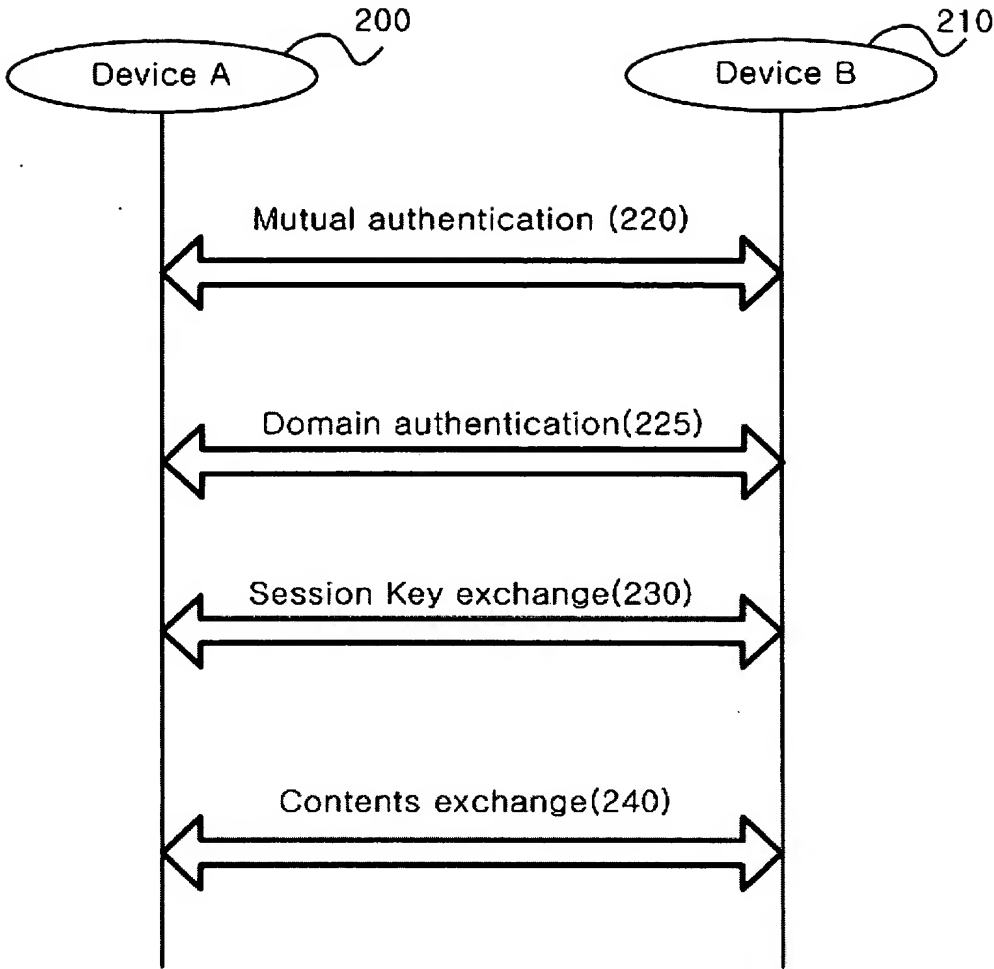 200
210
Device A
Device B
Mutual authentication (220)
Domain authentication(225)
Session Key exchange(230)
Contents exchange(240)